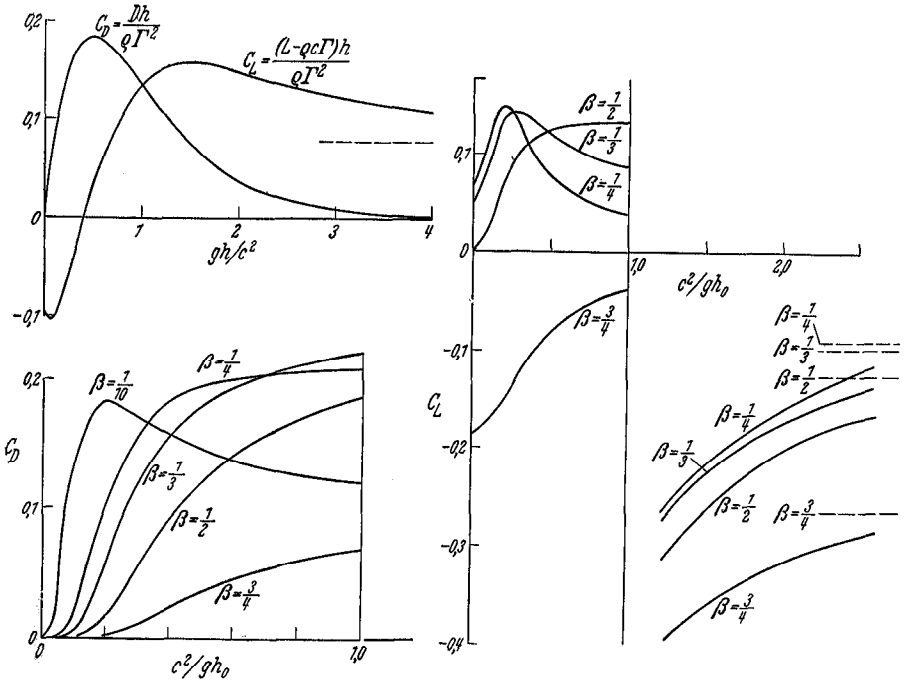 0,2
C_D = Dh/ϱΓ²
C_L = (L-ϱcΓ)h/ϱΓ²
0,1
0
1
2
3
4
gh/c²
-0,1
β=1/2
β=1/3
β=1/4
0,1
0
1,0
2,0
c²/gh₀
β=3/4
-0,1
C_L
-0,2
-0,3
-0,4
β=1/4
β=1/3
β=1/2
β=3/4
β=1/4
β=1/3
β=1/2
β=3/4
0,2
β=1/10
β=1/4
C_D
β=1/3
0,1
β=1/2
β=3/4
0
0
1,0
c²/gh₀